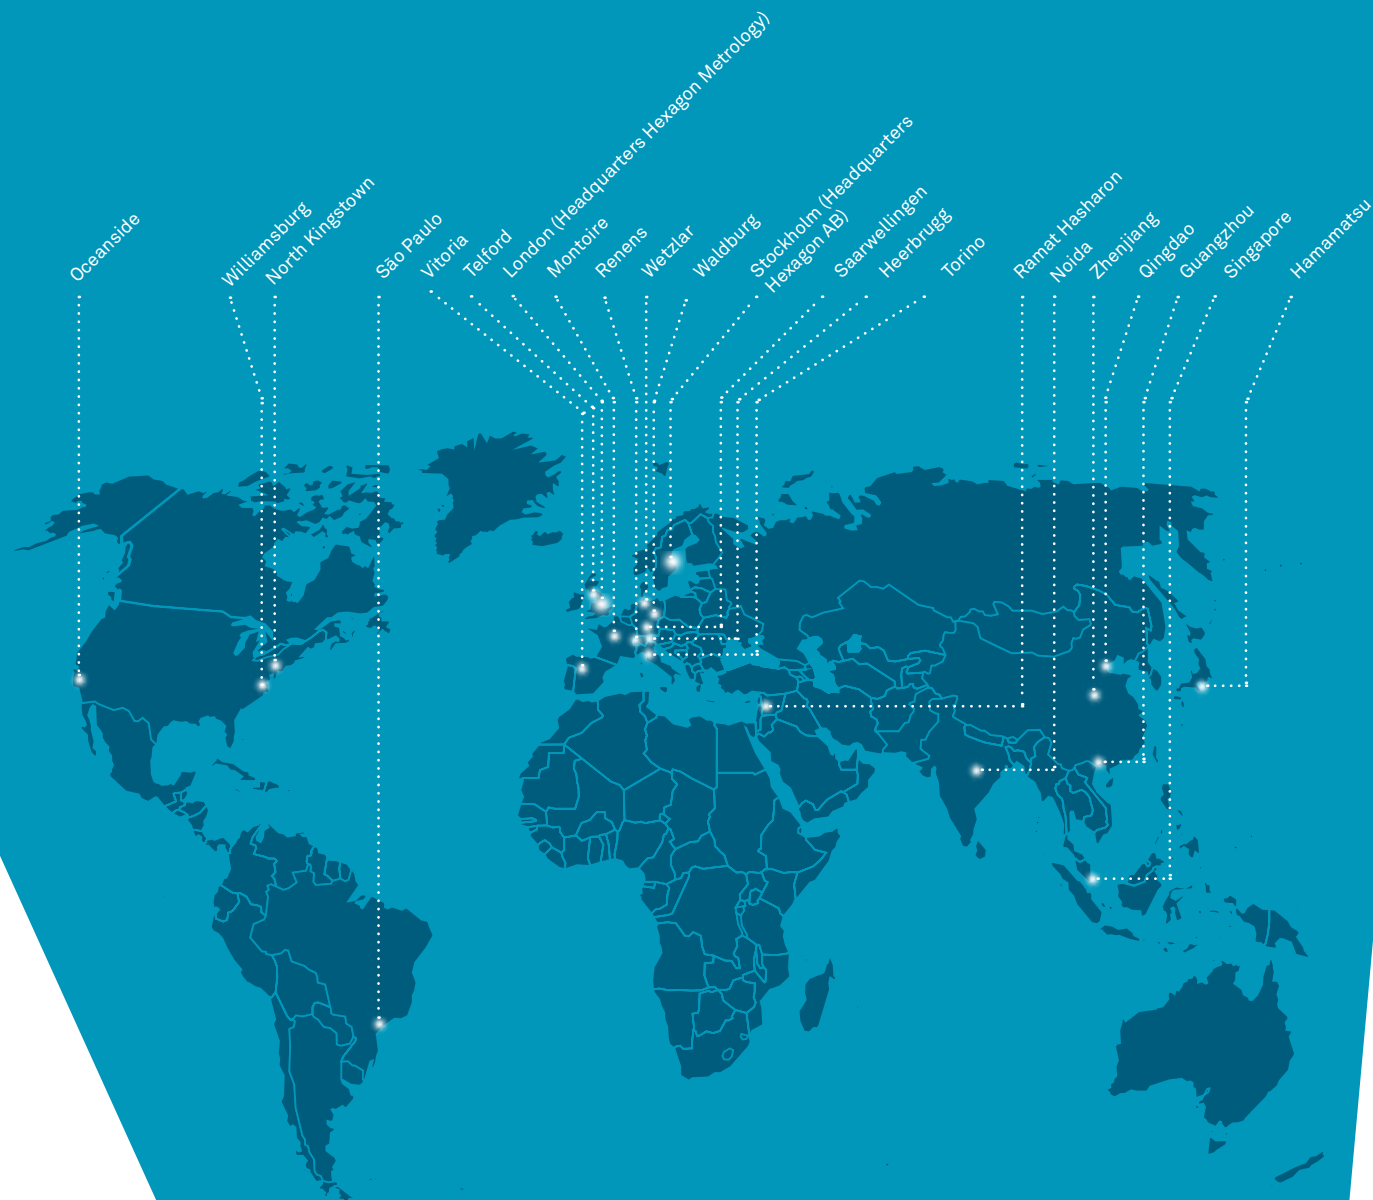 Oceanside
Williamsburg
North Kingstown
São Paulo
Vitoria
Telford
London (Headquarters Hexagon Metrology)
Montoire
Renens
Wetzlar
Waldburg
Stockholm (Headquarters
Hexagon AB)
Saarwellingen
Heerbrugg
Torino
Ramat Hasharon
Noida
Zhenjiang
Qingdao
Guangzhou
Singapore
Hamamatsu